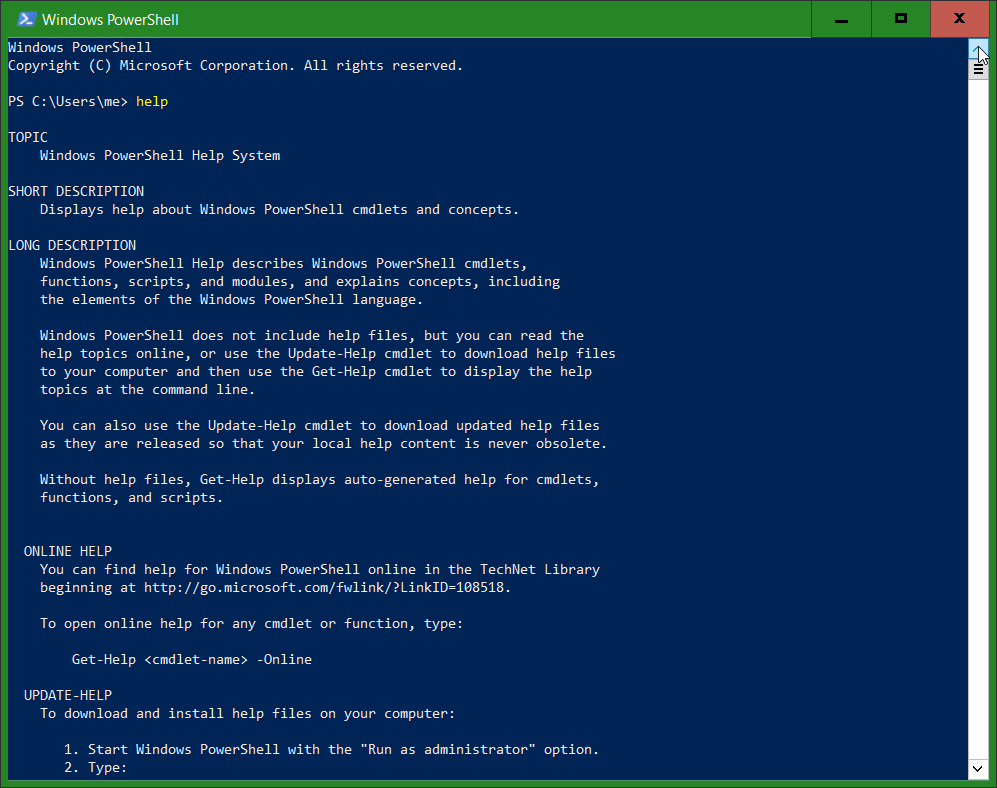 Windows PowerShell
Windows PowerShell
Copyright (C) Microsoft Corporation. All rights reserved.
PS C:\Users\me> help
TOPIC
Windows PowerShell Help System
SHORT DESCRIPTION
Displays help about Windows PowerShell cmdlets and concepts.
LONG DESCRIPTION
Windows PowerShell Help describes Windows PowerShell cmdlets,
functions, scripts, and modules, and explains concepts, including
the elements of the Windows PowerShell language.
Windows PowerShell does not include help files, but you can read the
help topics online, or use the Update-Help cmdlet to download help files
to your computer and then use the Get-Help cmdlet to display the help
topics at the command line.
You can also use the Update-Help cmdlet to download updated help files
as they are released so that your local help content is never obsolete.
Without help files, Get-Help displays auto-generated help for cmdlets,
functions, and scripts.
ONLINE HELP
You can find help for Windows PowerShell online in the TechNet Library
beginning at http://go.microsoft.com/fwlink/?LinkID=108518.
To open online help for any cmdlet or function, type:
Get-Help <cmdlet-name> -Online
UPDATE-HELP
To download and install help files on your computer:
1. Start Windows PowerShell with the "Run as administrator" option.
2. Type: